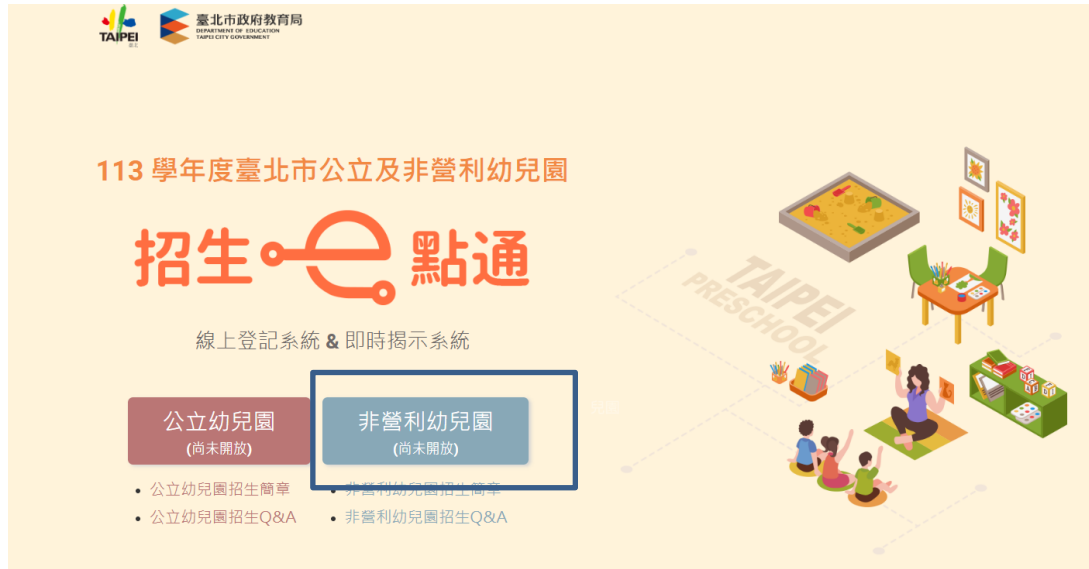 TAIPEI
臺北
臺北市政府教育局
DEPARTMENT OF EDUCATION
TAIPEI CITY GOVERNMENT
113 學年度臺北市公立及非營利幼兒園
招生e點通
線上登記系統 & 即時揭示系統
公立幼兒園
(尚未開放)
非營利幼兒園
(尚未開放)
• 公立幼兒園招生簡章
• 公立幼兒園招生Q&A
• 非營利幼兒園招生簡章
• 非營利幼兒園招生Q&A
TAIPEI
PRESCHOOL